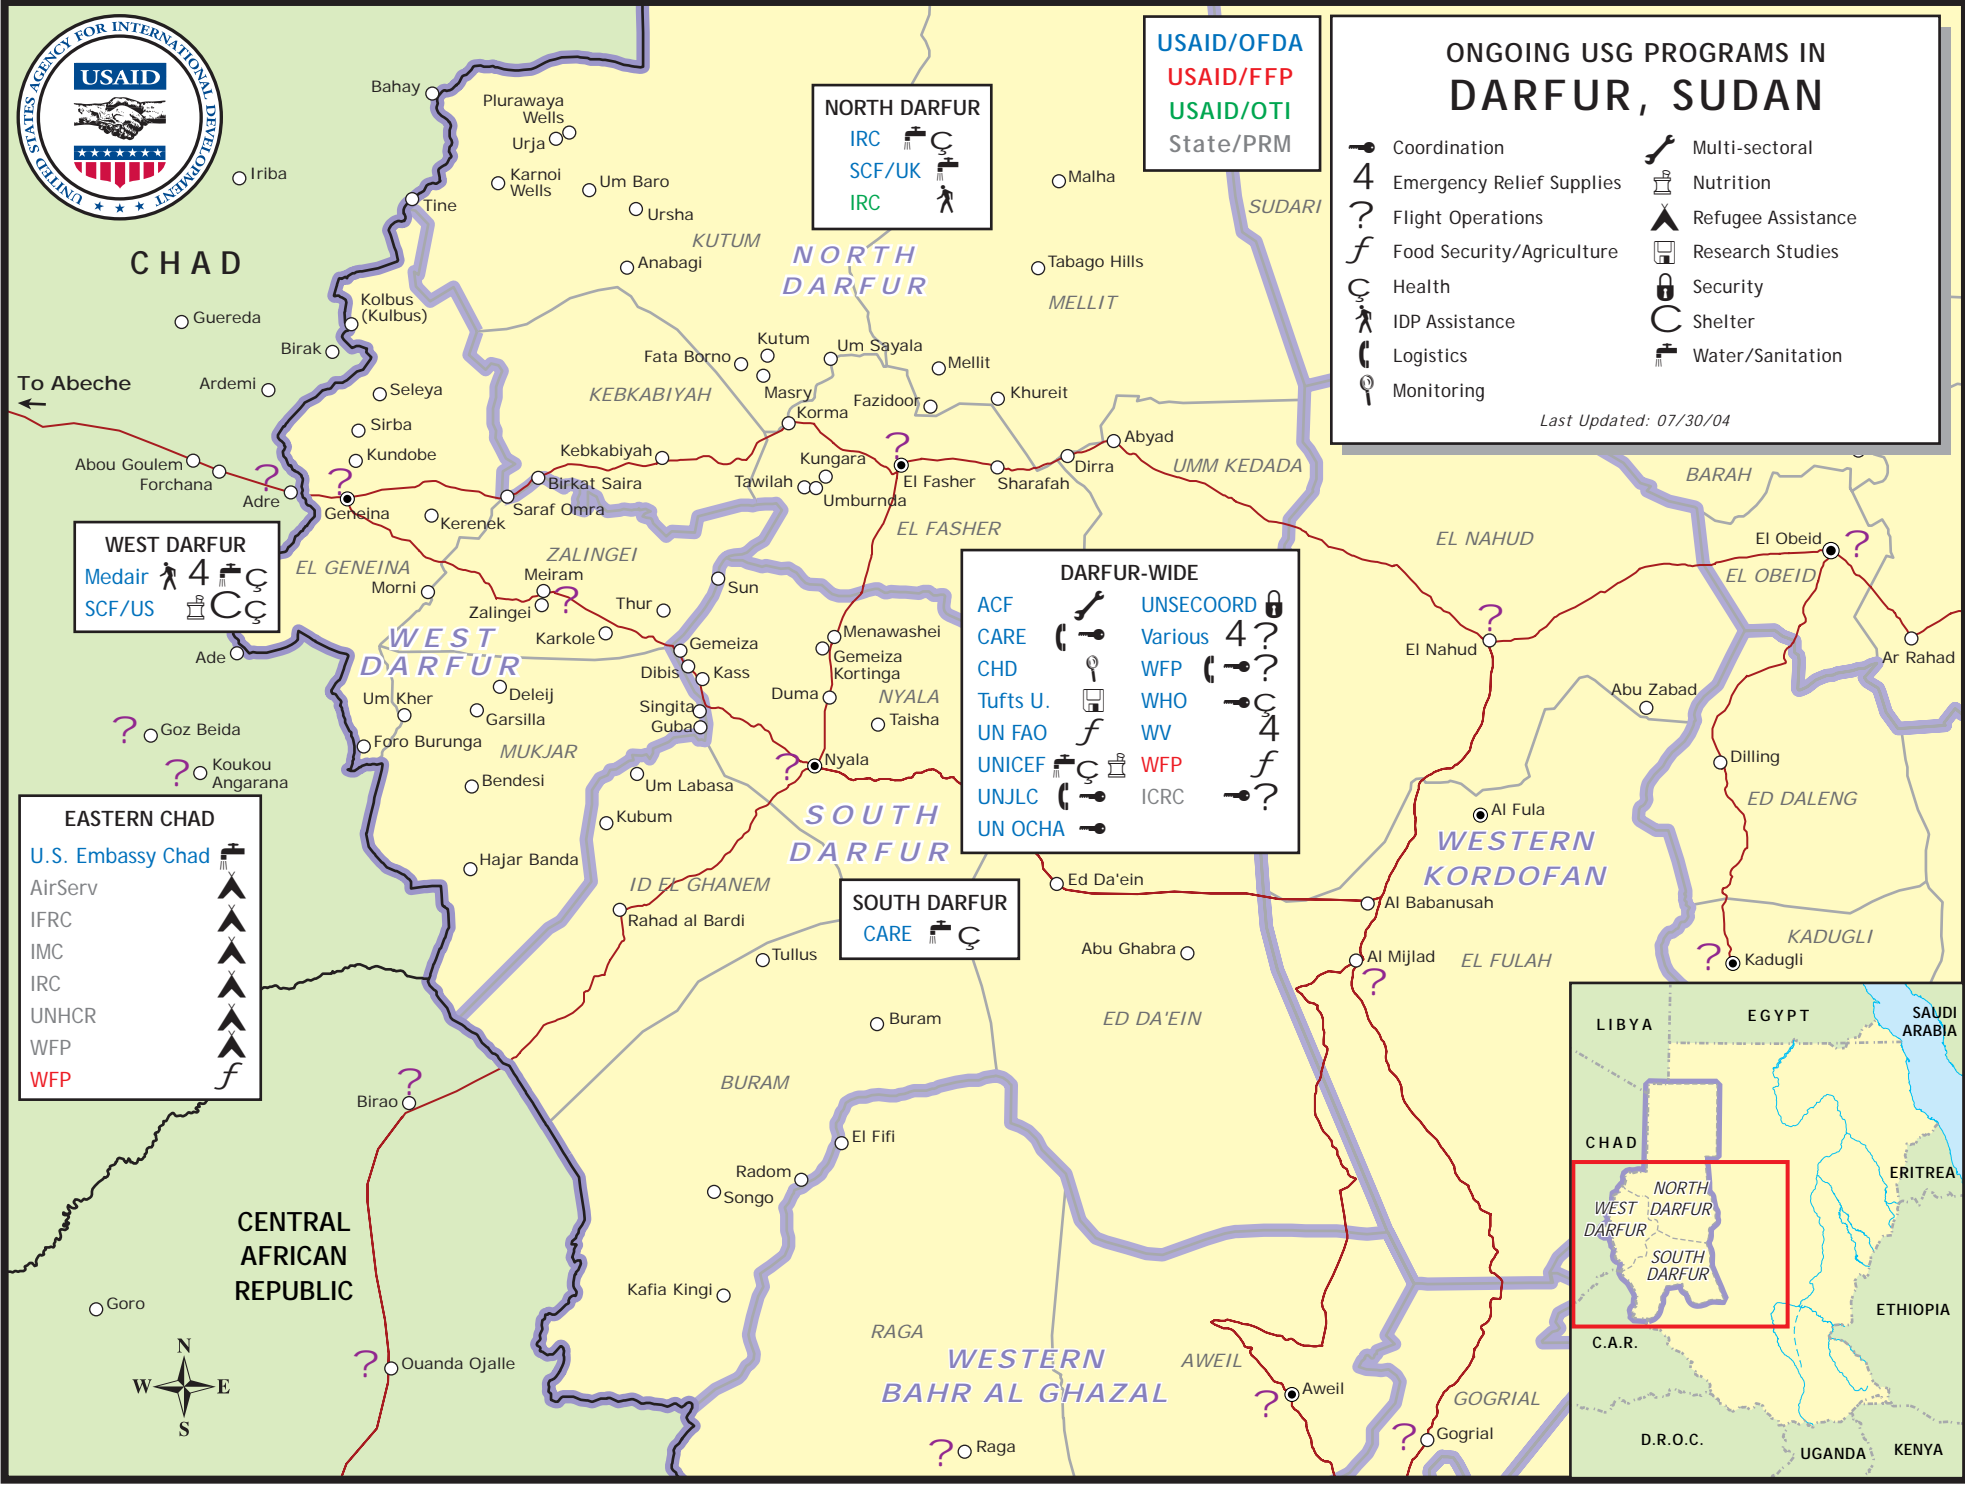 UNITED STATES AGENCY FOR INTERNATIONAL DEVELOPMENT
USAID
USAID/OFDA
USAID/FFP
USAID/OTI
State/PRM
ONGOING USG PROGRAMS IN
DARFUR, SUDAN
Coordination
4 Emergency Relief Supplies
? Flight Operations
f Food Security/Agriculture
Ç Health
IDP Assistance
Logistics
Monitoring
Multi-sectoral
Nutrition
Refugee Assistance
Research Studies
Security
C Shelter
Water/Sanitation
Last Updated: 07/30/04
NORTH DARFUR
IRC ç
SCF/UK
IRC
WEST DARFUR
Medair 4 ç
SCF/US C ç
EASTERN CHAD
U.S. Embassy Chad
AirServ
IFRC
IMC
IRC
UNHCR
WFP
WFP f
DARFUR-WIDE
ACF
CARE
CHD
Tufts U.
UN FAO f
UNICEF ç
UNJLC
UN OCHA
UNSECOORD
Various 4 ?
WFP ?
WHO ç
WV 4
WFP f
ICRC ?
SOUTH DARFUR
CARE ç
CHAD
To Abeche
Bahay
Plurawaya
Wells
Urja
Karnoi
Wells
Um Baro
Ursha
Iriba
Tine
KUTUM
Anabagi
NORTH
DARFUR
Malha
Tabago Hills
MELLIT
SUDARI
Kolbus
(Kulbus)
Guereda
Birak
Ardemi
Seleya
Sirba
Kundobe
Abou Goulem
Forchana
?
Adre
?
Geneina
Kerenek
Fata Borno
Kutum
Masry
Um Sayala
Mellit
KEBKABIYAH
Korma
Fazidoor
Khureit
Kebkabiyah
Birkat Saira
Saraf Omra
Kungara
Tawilah
Umburnda
?
El Fasher
Sharafah
Dirra
Abyad
UMM KEDADA
EL FASHER
BARAH
EL NAHUD
El Obeid
?
EL OBEID
EL GENEINA
ZALINGEI
Morni
Meiram
?
Zalingei
Thur
Sun
Karkole
WEST
DARFUR
Gemeiza
Dibis
Kass
Singita
Guba
Menawashei
Gemeiza
Kortinga
Duma
NYALA
Taisha
?
El Nahud
Ar Rahad
Abu Zabad
Ade
Um Kher
Deleij
Garsilla
MUKJAR
Foro Burunga
? Goz Beida
? Koukou
Angarana
Bendesi
Um Labasa
? Nyala
Kubum
Hajar Banda
SOUTH
DARFUR
ID EL GHANEM
Rahad al Bardi
Tullus
Ed Da'ein
Abu Ghabra
Dilling
ED DALENG
Al Fula
WESTERN
KORDOFAN
Al Babanusah
Al Mijlad
?
EL FULAH
KADUGLI
? Kadugli
Buram
ED DA'EIN
BURAM
?
Birao
El Fifi
Radom
Songo
CENTRAL
AFRICAN
REPUBLIC
Kafia Kingi
Goro
? Ouanda Ojalle
RAGA
WESTERN
BAHR AL GHAZAL
AWEIL
? Aweil
GOGRIAL
? Gogrial
? Raga
N
W E
S
LIBYA
EGYPT
SAUDI
ARABIA
CHAD
ERITREA
NORTH
DARFUR
WEST
DARFUR
SOUTH
DARFUR
ETHIOPIA
C.A.R.
D.R.O.C.
UGANDA
KENYA